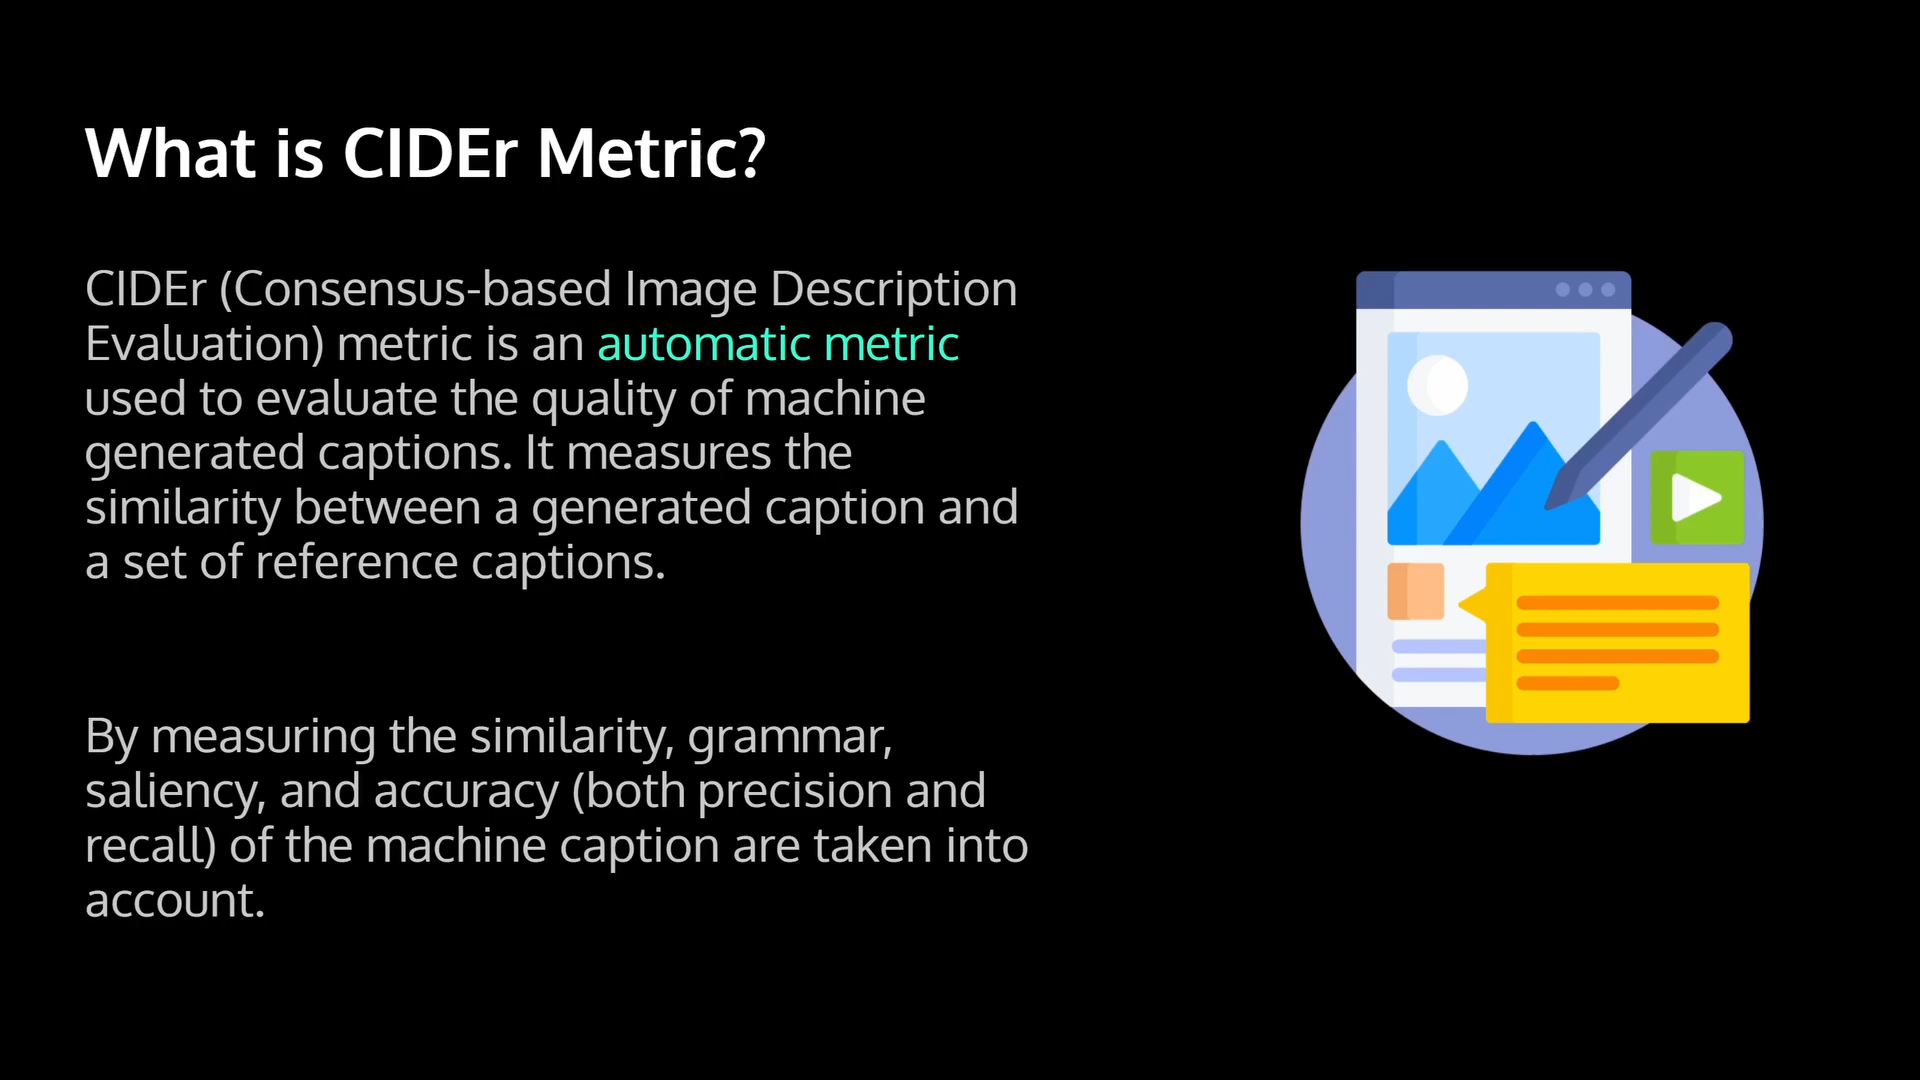 What is CIDEr Metric?
CIDEr (Consensus-based Image Description
Evaluation) metric is an automatic metric
used to evaluate the quality of machine
generated captions. It measures the
similarity between a generated caption and
a set of reference captions.
By measuring the similarity, grammar,
saliency, and accuracy (both precision and
recall) of the machine caption are taken into
account.